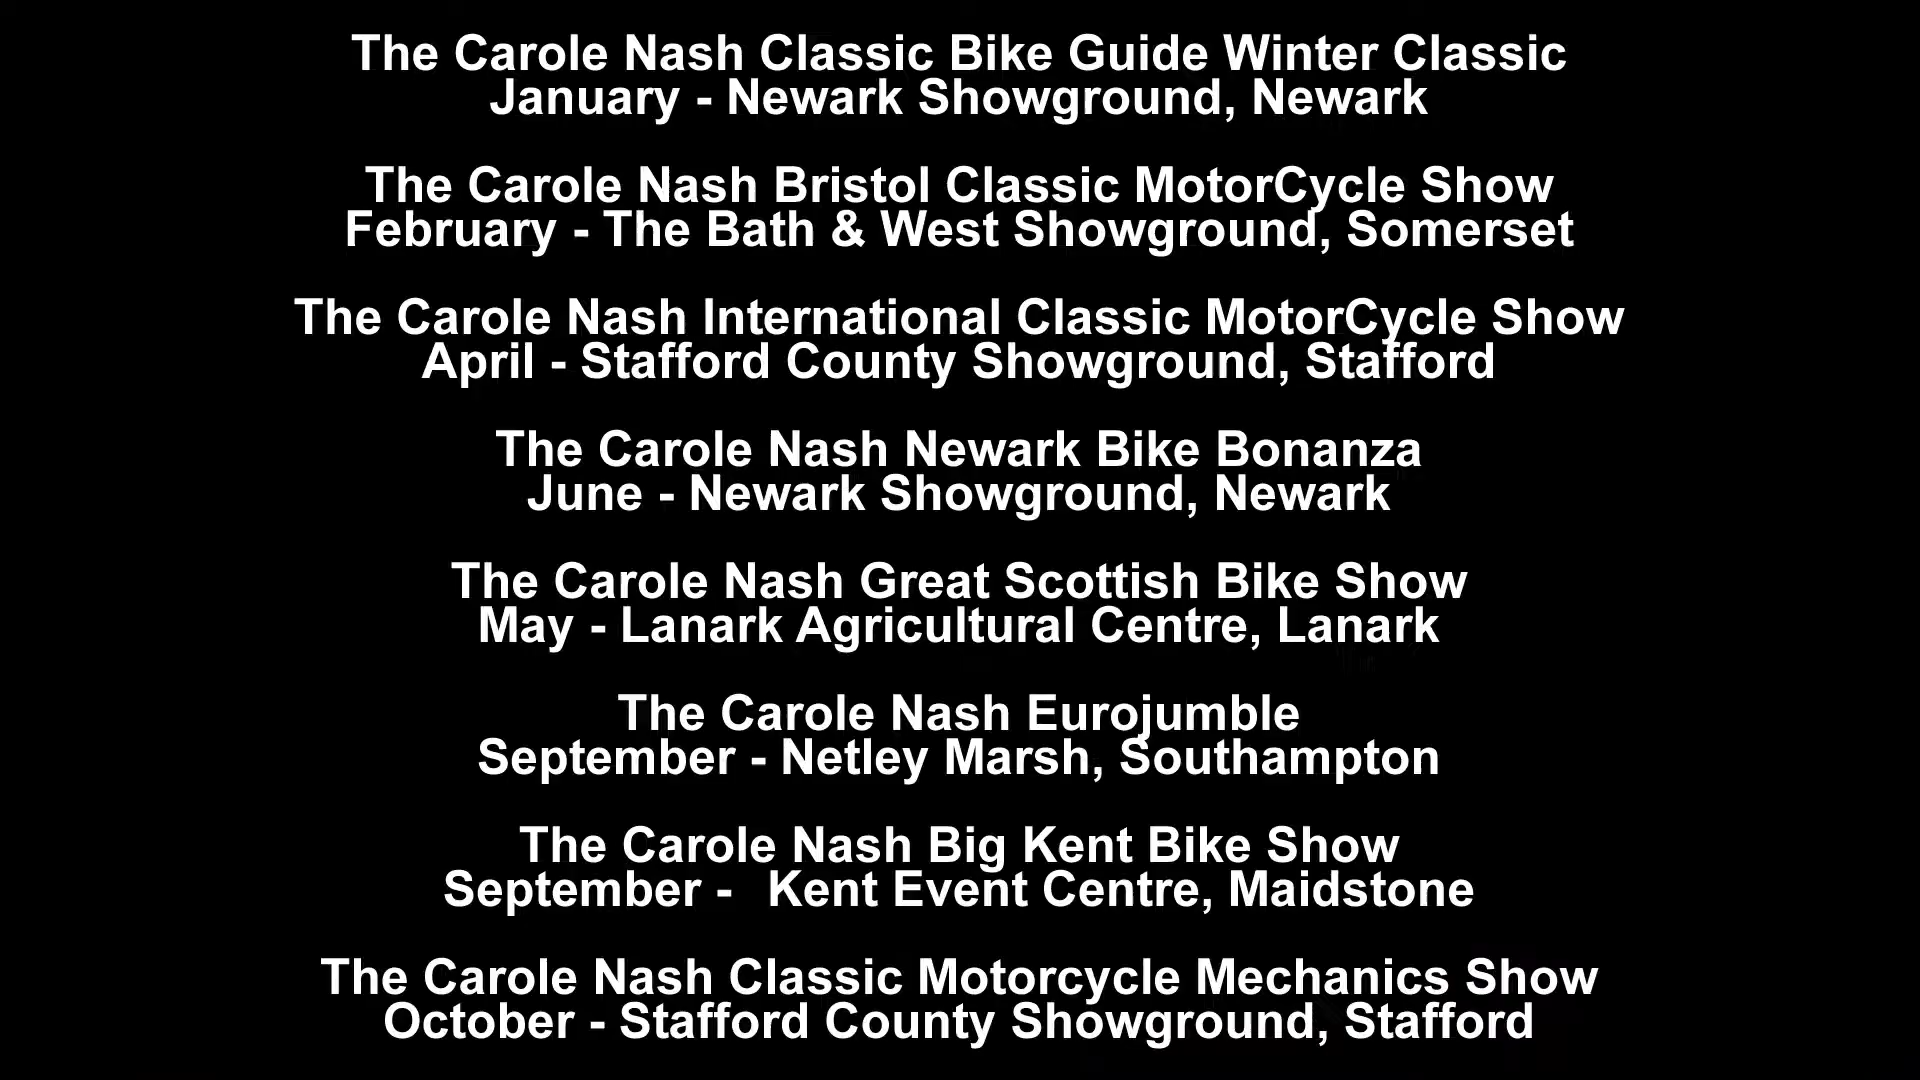 The Carole Nash Classic Bike Guide Winter Classic
January - Newark Showground, Newark
The Carole Nash Bristol Classic MotorCycle Show
February - The Bath & West Showground, Somerset
The Carole Nash International Classic MotorCycle Show
April - Stafford County Showground, Stafford
The Carole Nash Newark Bike Bonanza
June - Newark Showground, Newark
The Carole Nash Great Scottish Bike Show
May - Lanark Agricultural Centre, Lanark
The Carole Nash Eurojumble
September - Netley Marsh, Southampton
The Carole Nash Big Kent Bike Show
September -  Kent Event Centre, Maidstone
The Carole Nash Classic Motorcycle Mechanics Show
October - Stafford County Showground, Stafford